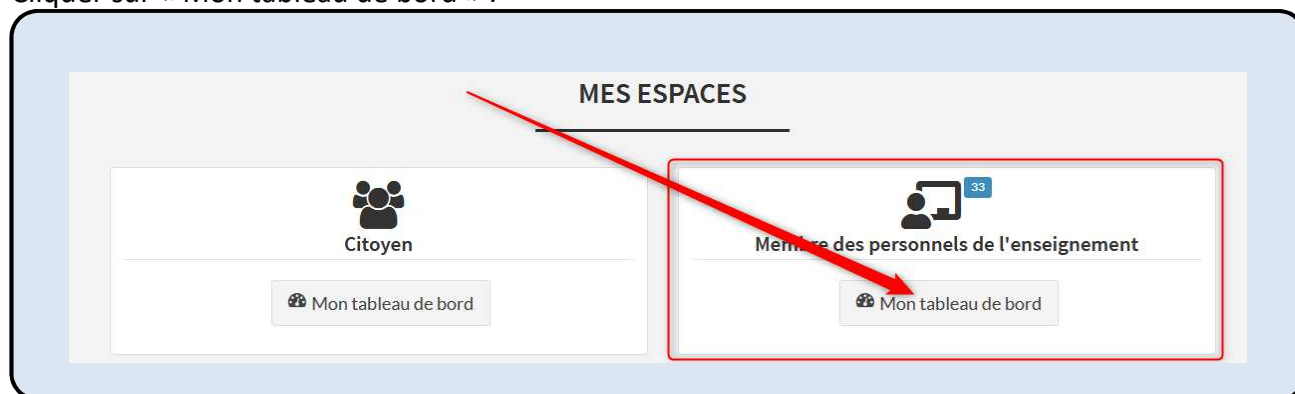 Cliquer sur « Mon tableau de bord » :
MES ESPACES
Citoyen
Mon tableau de bord
33
Membre des personnels de l'enseignement
Mon tableau de bord